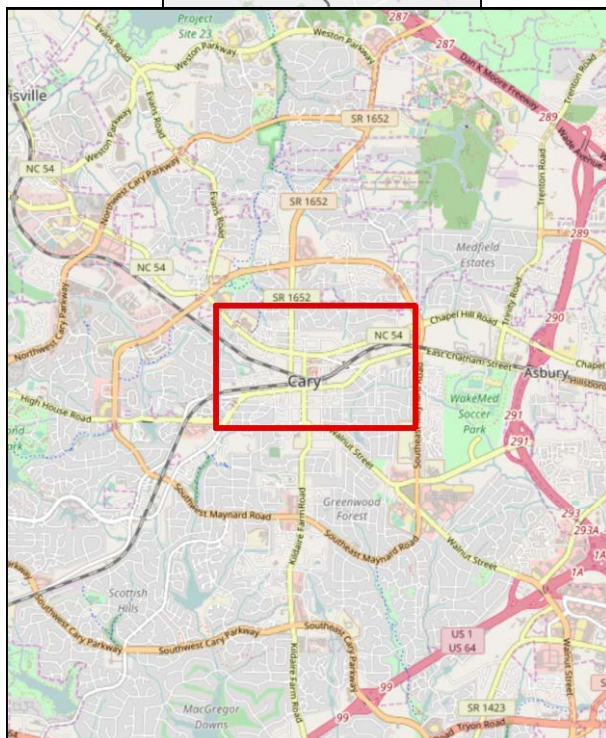 Project
Site 23
287
287
Evans Road
Weston Parkway
Weston Parkway
Dan K Moore Freeway
Trenton Road
isville
Evans Road
SR 1652
289
Wade Avenue
NC 54
Weston Parkway
Northwest Cary Parkway
Trenton Road
SR 1652
Evans Road
289
Medfield
Estates
NC 54
SR 1652
Trinity Road
290
Chapel Hill Road
NC 54
Northwest Cary Parkway
East Chatham Street
Chapel
Cary
Asbury
Hillsbo
High House Road
WakeMed
Soccer
Park
Southeast Maynard Road
291
291
Walnut Street
Southwest Maynard Road
Greenwood
Forest
Kildaire Farm Road
293
293A
Southeast Maynard Road
Walnut Street
1A
1A
Scottish
Hills
Southwest Cary Parkway
Southwest Cary Parkway
Southeast Cary Parkway
US 1
US 64
Walnut Street
Kildaire Farm Road
99
99
MacGregor
Downs
SR 1423
Tryon Road